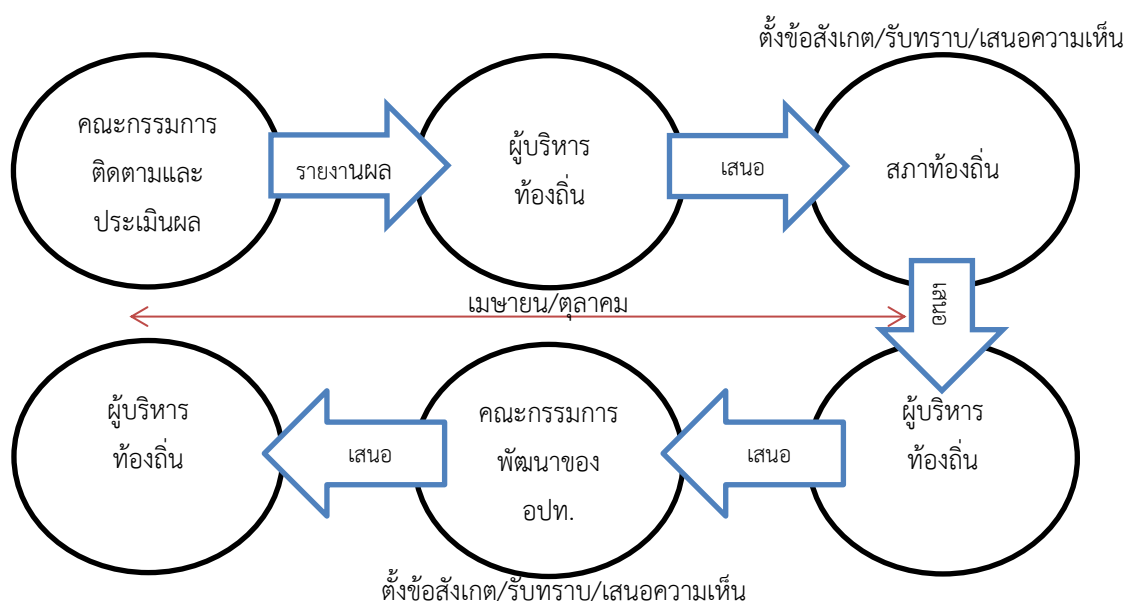 ตั้งข้อสังเกต/รับทราบ/เสนอความเห็น
คณะกรรมการ
ติดตามและ
ประเมินผล
รายงานผล
ผู้บริหาร
ท้องถิ่น
เสนอ
สภาท้องถิ่น
เสนอ
เมษายน/ตุลาคม
ผู้บริหาร
ท้องถิ่น
เสนอ
คณะกรรมการ
พัฒนาของ
อปท.
เสนอ
ผู้บริหาร
ท้องถิ่น
ตั้งข้อสังเกต/รับทราบ/เสนอความเห็น